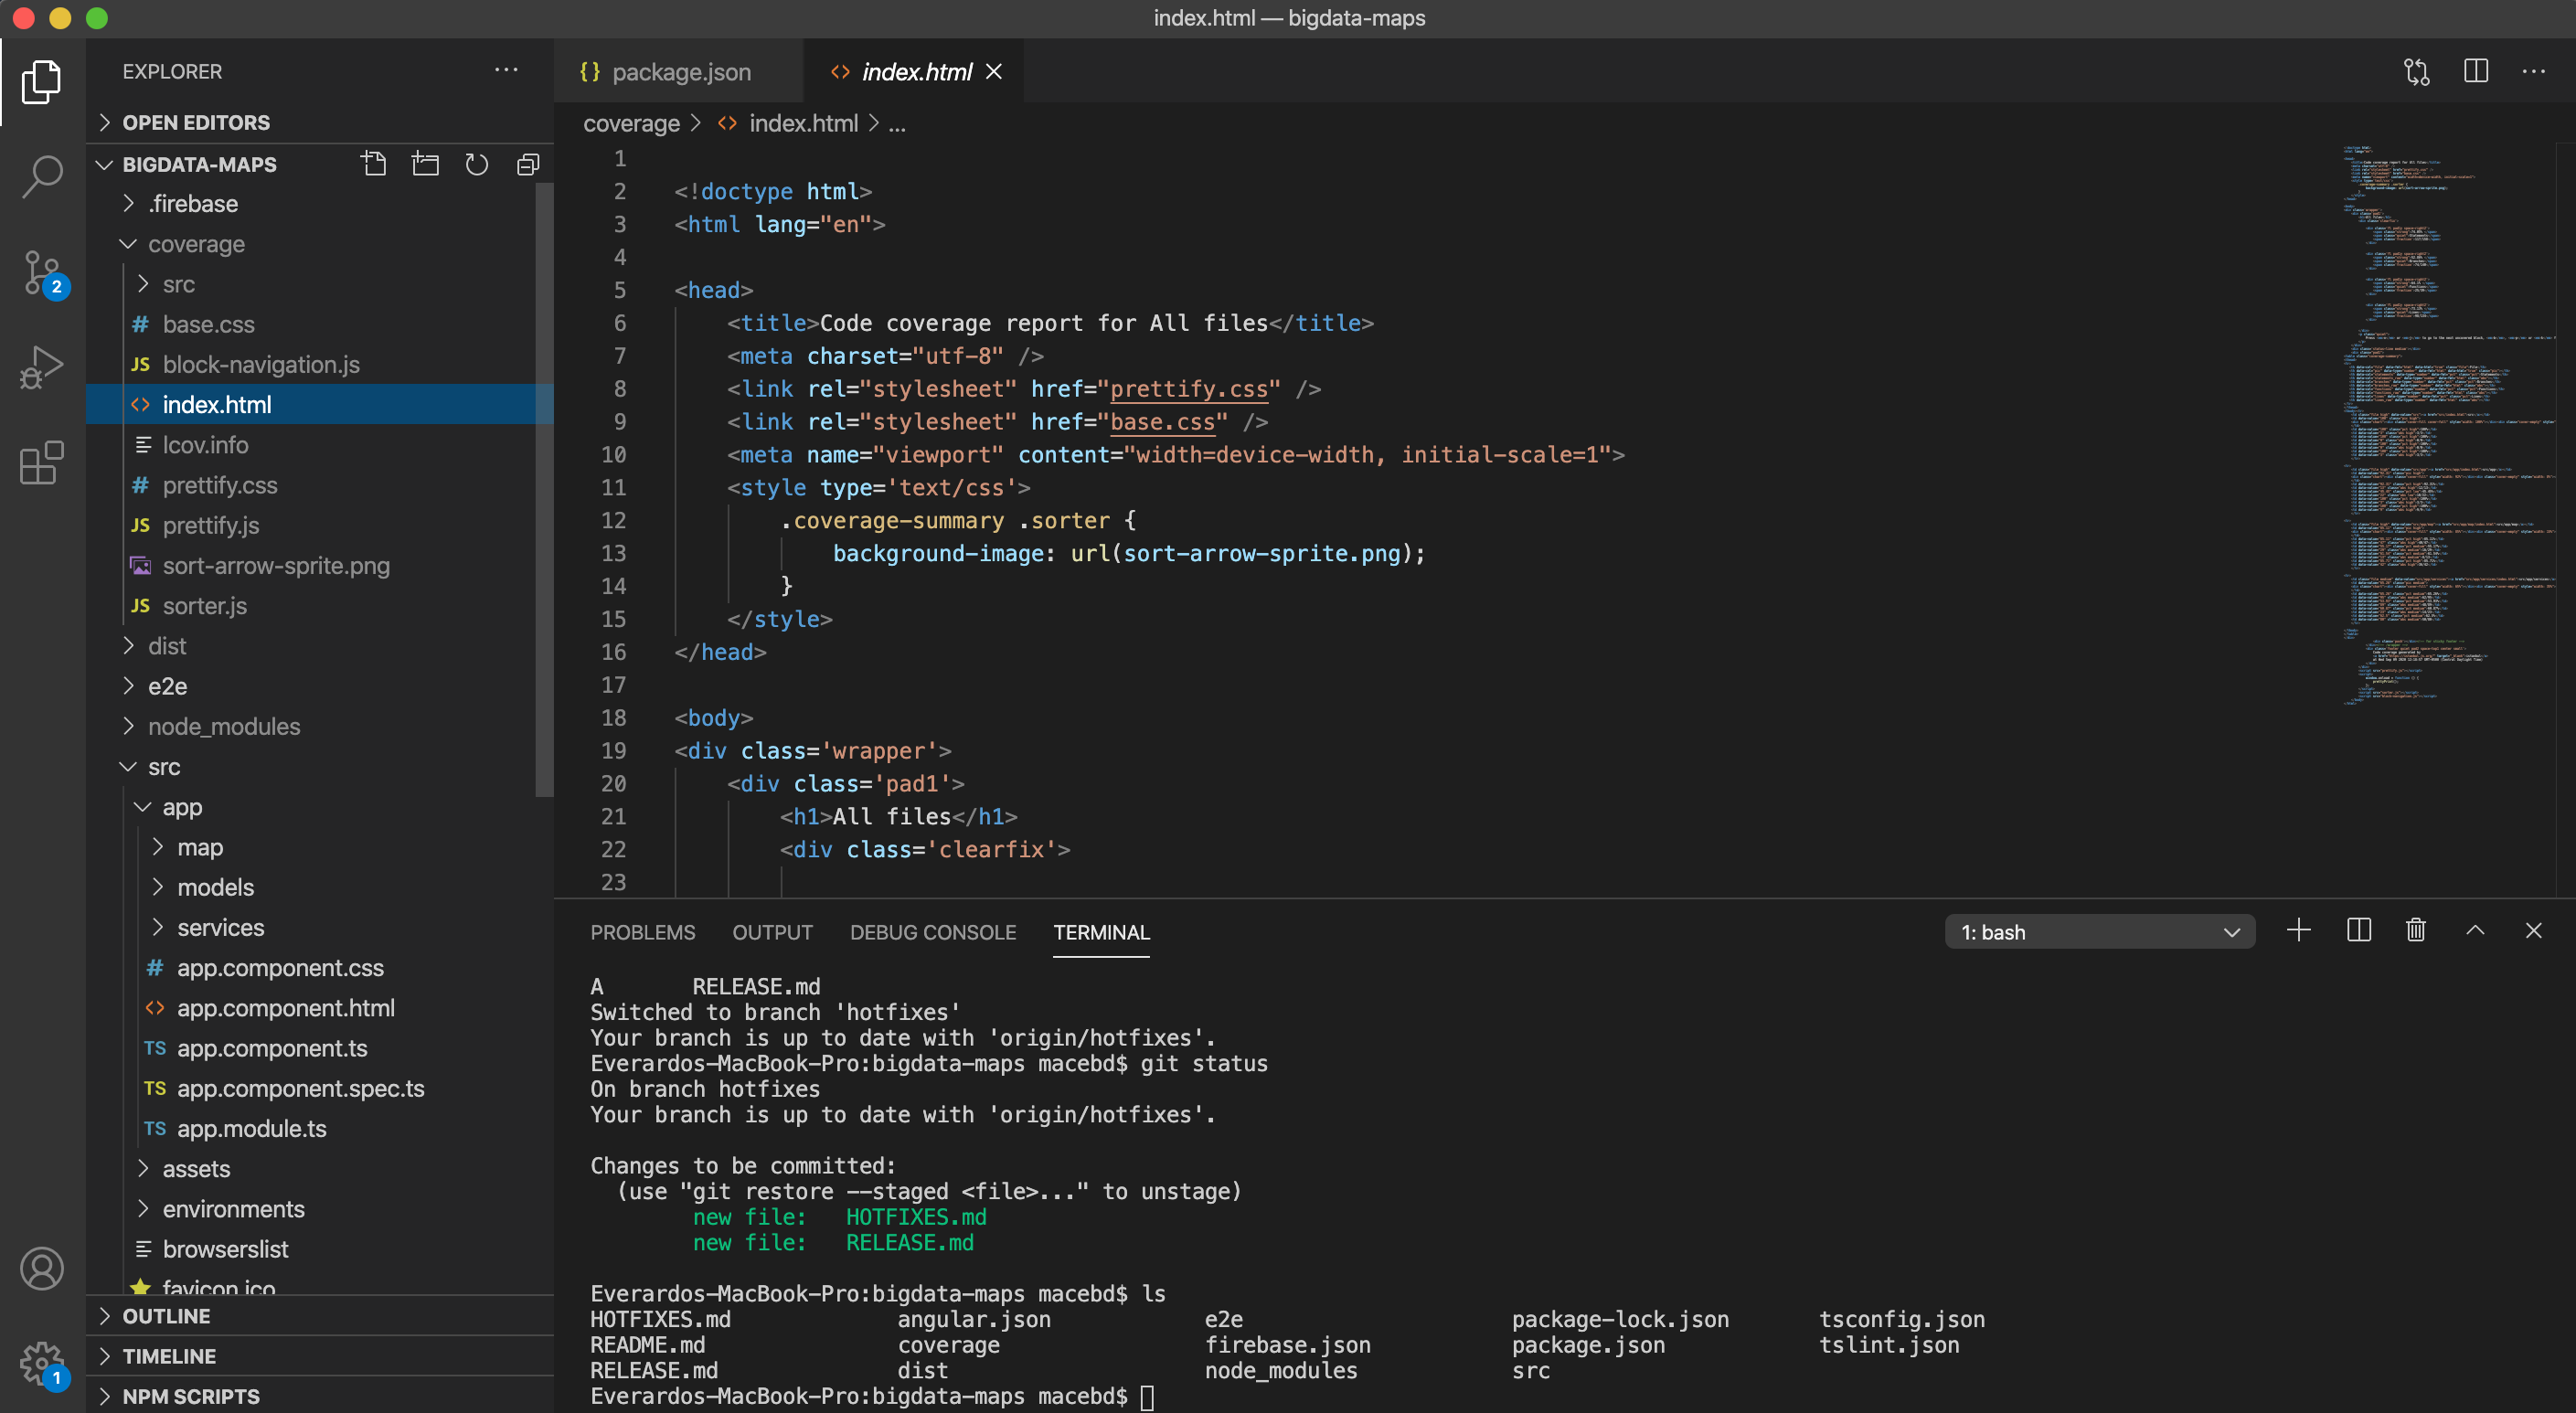 index.html — bigdata-maps
EXPLORER
OPEN EDITORS
BIGDATA-MAPS
.firebase
coverage
src
base.css
JS block-navigation.js
index.html
lcov.info
prettify.css
JS prettify.js
sort-arrow-sprite.png
JS sorter.js
dist
e2e
node_modules
src
app
map
models
services
app.component.css
app.component.html
TS app.component.ts
TS app.component.spec.ts
TS app.module.ts
assets
environments
browserslist
favicon.ico
OUTLINE
TIMELINE
NPM SCRIPTS
2
1
package.json
index.html
coverage > index.html > ...
1
2 <!doctype html>
3 <html lang="en">
4
5 <head>
6 <title>Code coverage report for All files</title>
7 <meta charset="utf-8" />
8 <link rel="stylesheet" href="prettify.css" />
9 <link rel="stylesheet" href="base.css" />
10 <meta name="viewport" content="width=device-width, initial-scale=1">
11 <style type='text/css'>
12 .coverage-summary .sorter {
13 background-image: url(sort-arrow-sprite.png);
14 }
15 </style>
16 </head>
17
18 <body>
19 <div class='wrapper'>
20 <div class='pad1'>
21 <h1>All files</h1>
22 <div class='clearfix'>
23
PROBLEMS OUTPUT DEBUG CONSOLE TERMINAL
1: bash
A RELEASE.md
Switched to branch 'hotfixes'
Your branch is up to date with 'origin/hotfixes'.
Everardos-MacBook-Pro:bigdata-maps macebd$ git status
On branch hotfixes
Your branch is up to date with 'origin/hotfixes'.
Changes to be committed:
(use "git restore --staged <file>..." to unstage)
new file: HOTFIXES.md
new file: RELEASE.md
Everardos-MacBook-Pro:bigdata-maps macebd$ ls
HOTFIXES.md angular.json e2e package-lock.json tsconfig.json
README.md coverage firebase.json package.json tslint.json
RELEASE.md dist node_modules src
Everardos-MacBook-Pro:bigdata-maps macebd$